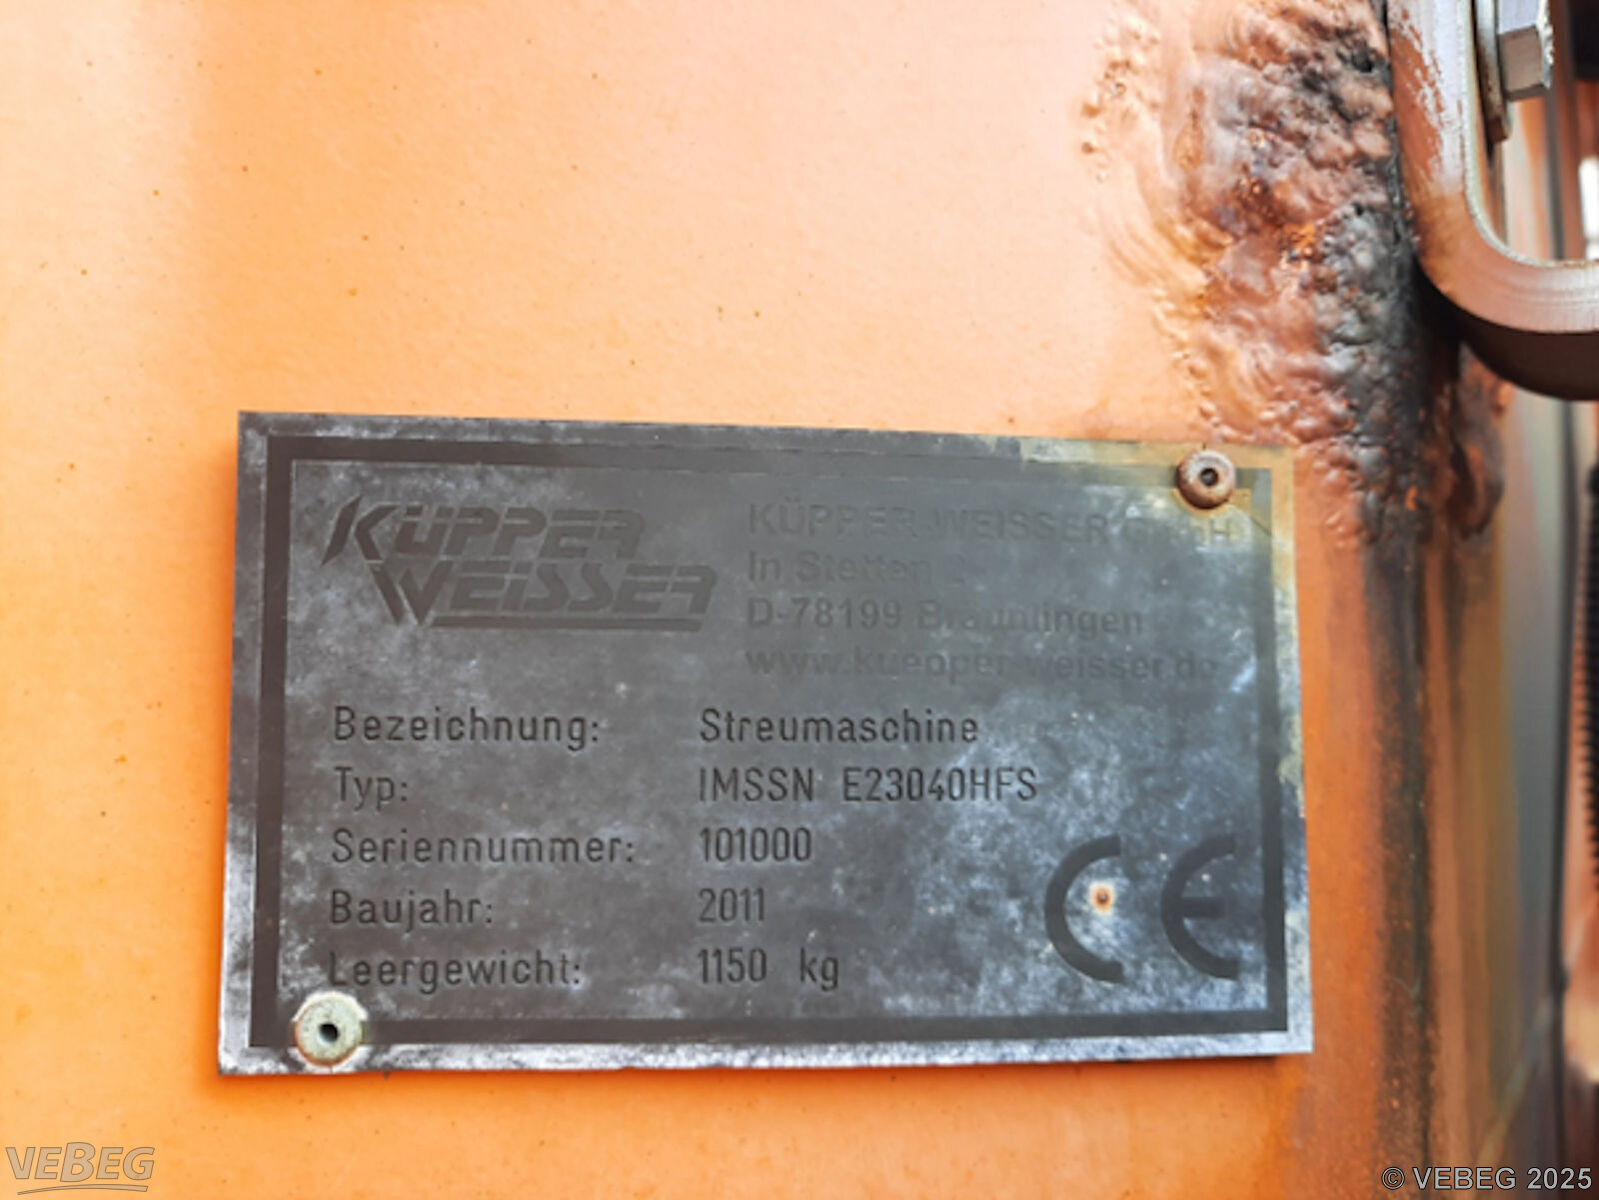 KÜPPER
WEISSER
KÜPPER-WEISSER GmbH
In Stetten
D-78199 Bräunlingen
www.kuepper-weisser.de
Bezeichnung: Streumaschine
Typ: IMSSN E23040HFS
Seriennummer: 101000
Baujahr: 2011
Leergewicht: 1150 kg
CE
VEBEG
© VEBEG 2025